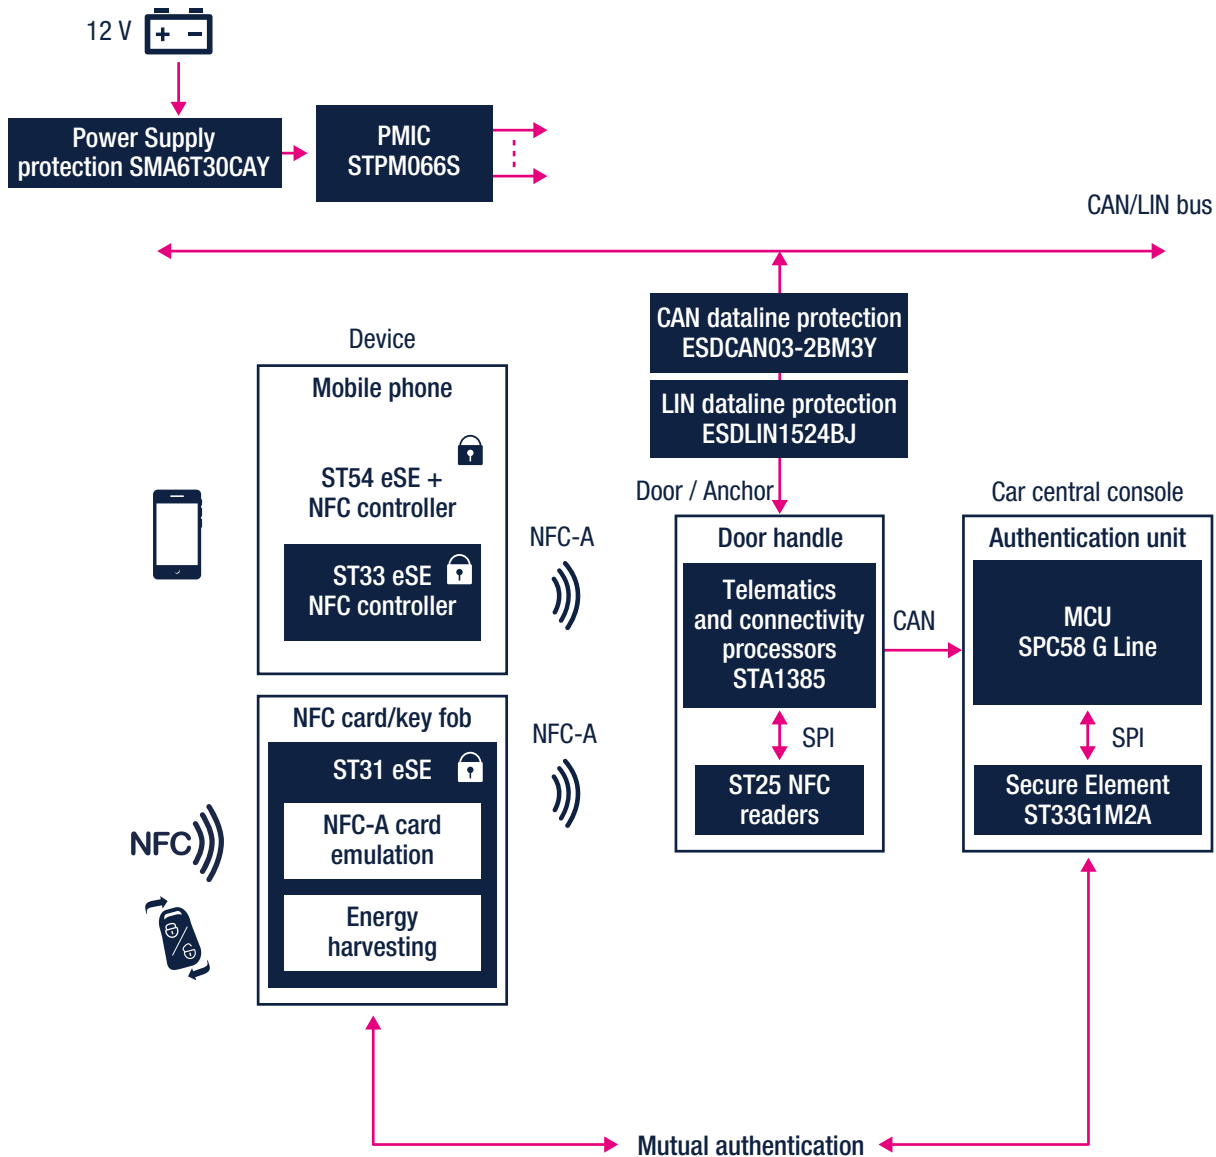 12 V
Power Supply
protection SMA6T30CAY
PMIC
STPM066S
CAN/LIN bus
CAN dataline protection
ESDCAN03-2BM3Y
LIN dataline protection
ESDLIN1524BJ
Device
Mobile phone
ST54 eSE +
NFC controller
ST33 eSE
NFC controller
NFC-A
NFC card/key fob
ST31 eSE
NFC-A card
emulation
Energy
harvesting
NFC-A
NFC
Door / Anchor
Door handle
Telematics
and connectivity
processors
STA1385
SPI
ST25 NFC
readers
CAN
Car central console
Authentication unit
MCU
SPC58 G Line
SPI
Secure Element
ST33G1M2A
Mutual authentication